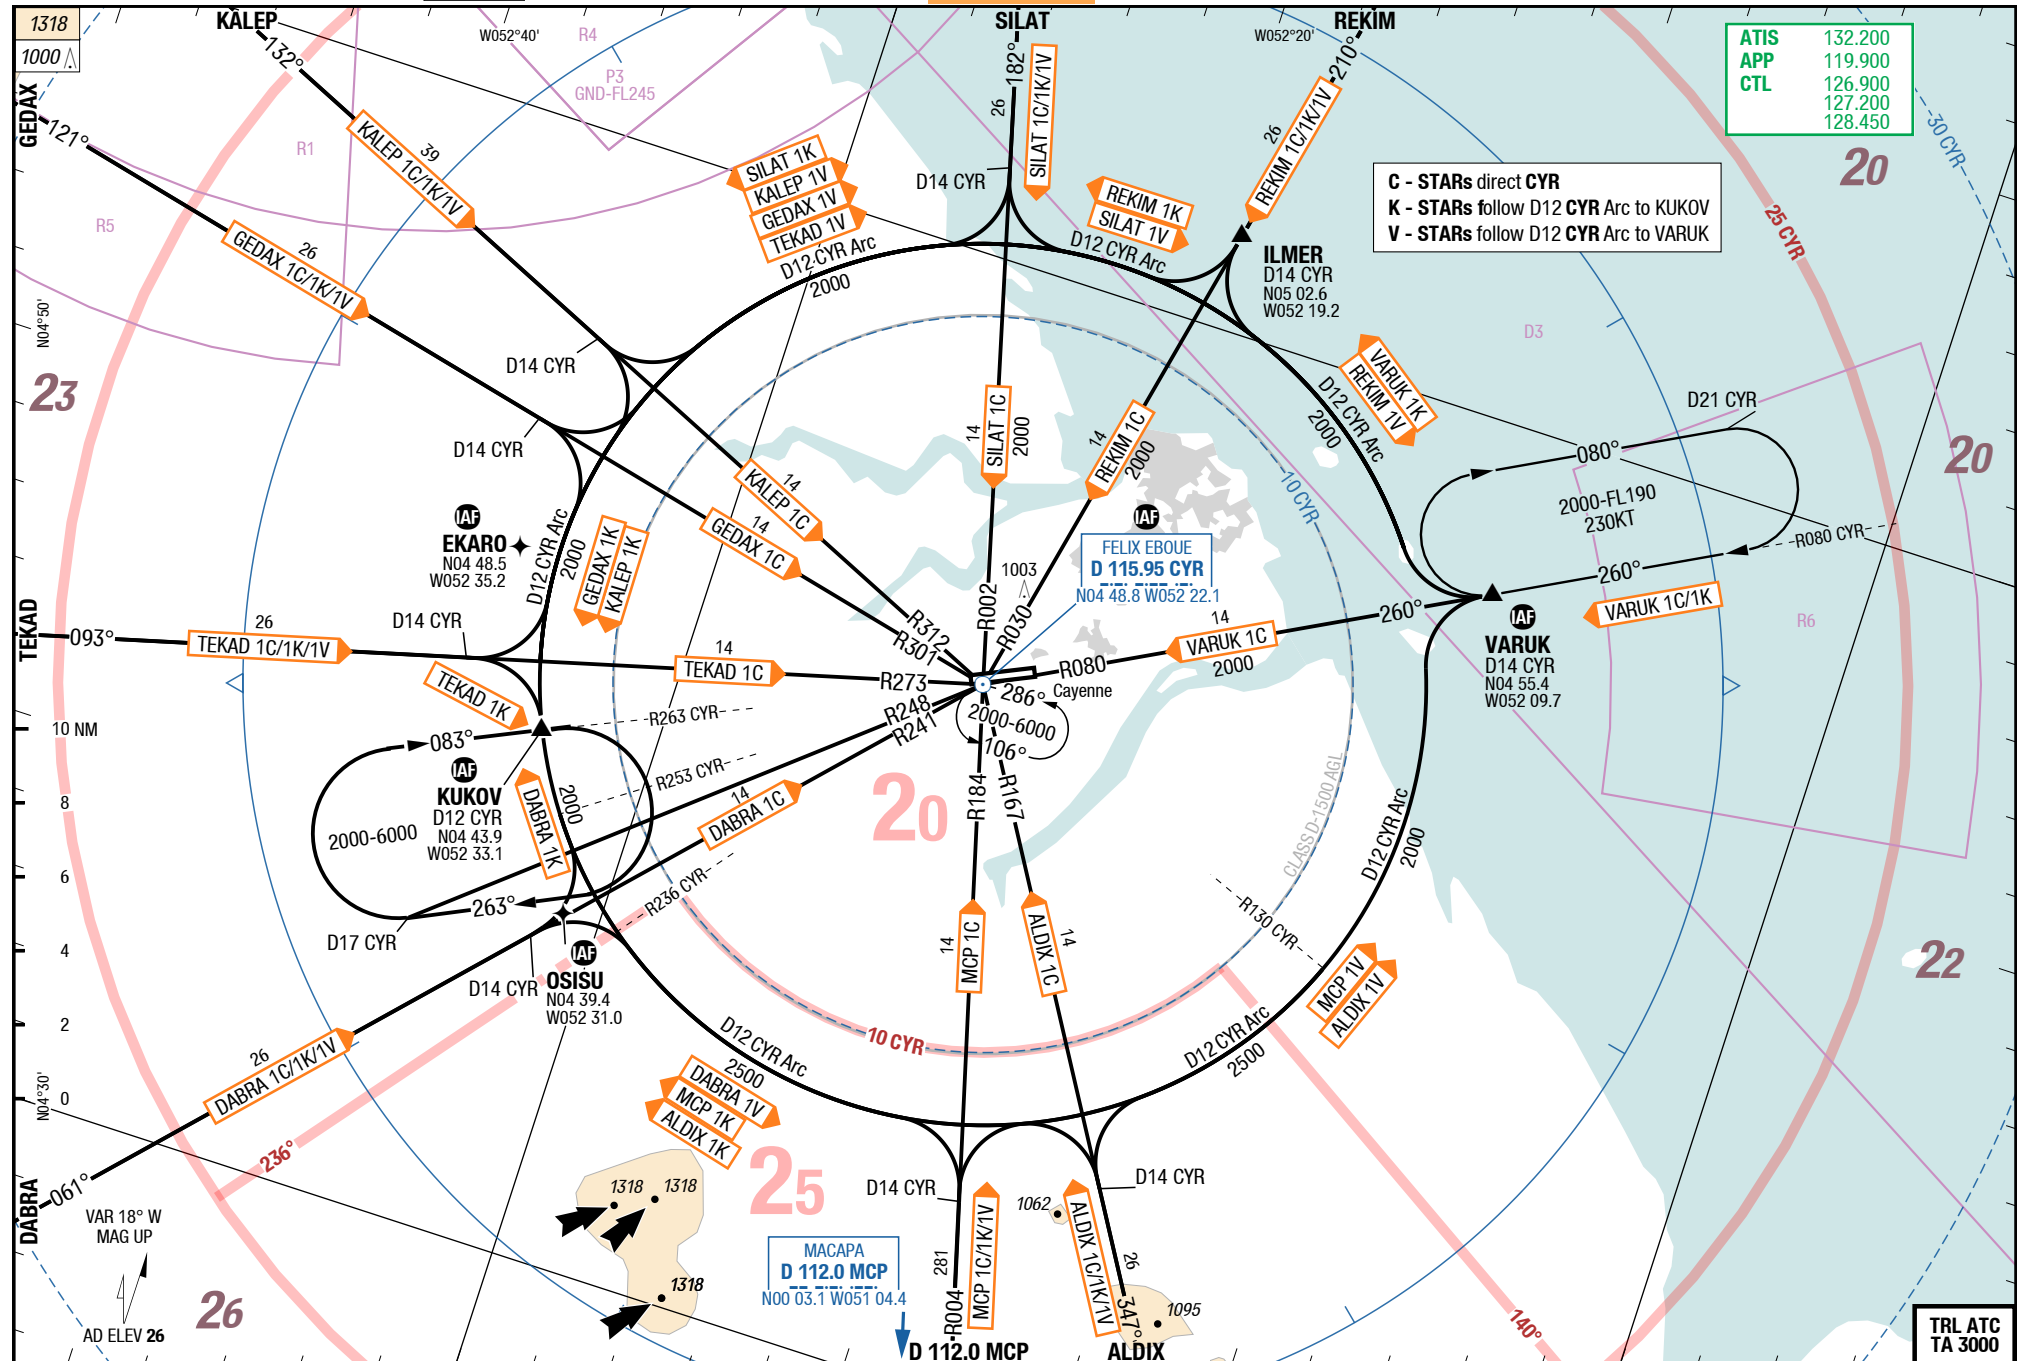 1318
1000
KALEP
132°
GEDAX
121°
W052°40'
R4
P3
GND-FL245
R1
R5
SILAT
182°
26
SILAT 1C/1K/1V
D14 CYR
W052°20'
REKIM
210°
26
REKIM 1C/1K/1V
ATIS 132.200
APP 119.900
CTL 126.900
127.200
128.450
30 CYR
20
25 CYR
C - STARs direct CYR
K - STARs follow D12 CYR Arc to KUKOV
V - STARs follow D12 CYR Arc to VARUK
39
KALEP 1C/1K/1V
26
GEDAX 1C/1K/1V
SILAT 1K
KALEP 1V
GEDAX 1V
TEKAD 1V
D12 CYR Arc
2000
REKIM 1K
SILAT 1V
D12 CYR Arc
ILMER
D14 CYR
N05 02.6
W052 19.2
D3
N04°50'
23
D14 CYR
D14 CYR
VARUK 1K
REKIM 1V
D12 CYR Arc
2000
D21 CYR
080°
2000-FL190
230KT
R080 CYR
260°
20
14
SILAT 1C
2000
14
REKIM 1C
2000
10 CYR
14
KALEP 1C
14
GEDAX 1C
IAF
EKARO
N04 48.5
W052 35.2
D12 CYR Arc
2000
GEDAX 1K
KALEP 1K
IAF
FELIX EBOUE
D 115.95 CYR
N04 48.8 W052 22.1
1003
R002
R030
R312
R301
TEKAD
093°
26
TEKAD 1C/1K/1V
D14 CYR
14
TEKAD 1C
R273
R248
R241
14
VARUK 1C
2000
260°
R080
Cayenne
286°
2000-6000
106°
VARUK 1C/1K
IAF
VARUK
D14 CYR
N04 55.4
W052 09.7
R6
TEKAD 1K
R263 CYR
083°
IAF
KUKOV
D12 CYR
N04 43.9
W052 33.1
2000-6000
263°
D17 CYR
DABRA 1K
2000
R253 CYR
14
DABRA 1C
R236 CYR
20
R184
R167
CLASS D-1500 AGL
D12 CYR Arc
2000
10 NM
8
6
4
2
0
N04°30'
D14 CYR
IAF
OSISU
N04 39.4
W052 31.0
14
MCP 1C
14
ALDIX 1C
R130 CYR
MCP 1V
ALDIX 1V
22
26
DABRA 1C/1K/1V
D12 CYR Arc
2500
DABRA 1V
MCP 1K
ALDIX 1K
10 CYR
D12 CYR Arc
2500
236°
DABRA
061°
VAR 18° W
MAG UP
AD ELEV 26
26
1318
1318
1318
25
D14 CYR
D14 CYR
1062
1095
MACAPA
D 112.0 MCP
N00 03.1 W051 04.4
281
MCP 1C/1K/1V
R004
D 112.0 MCP
26
ALDIX 1C/1K/1V
347°
ALDIX
140°
TRL ATC
TA 3000